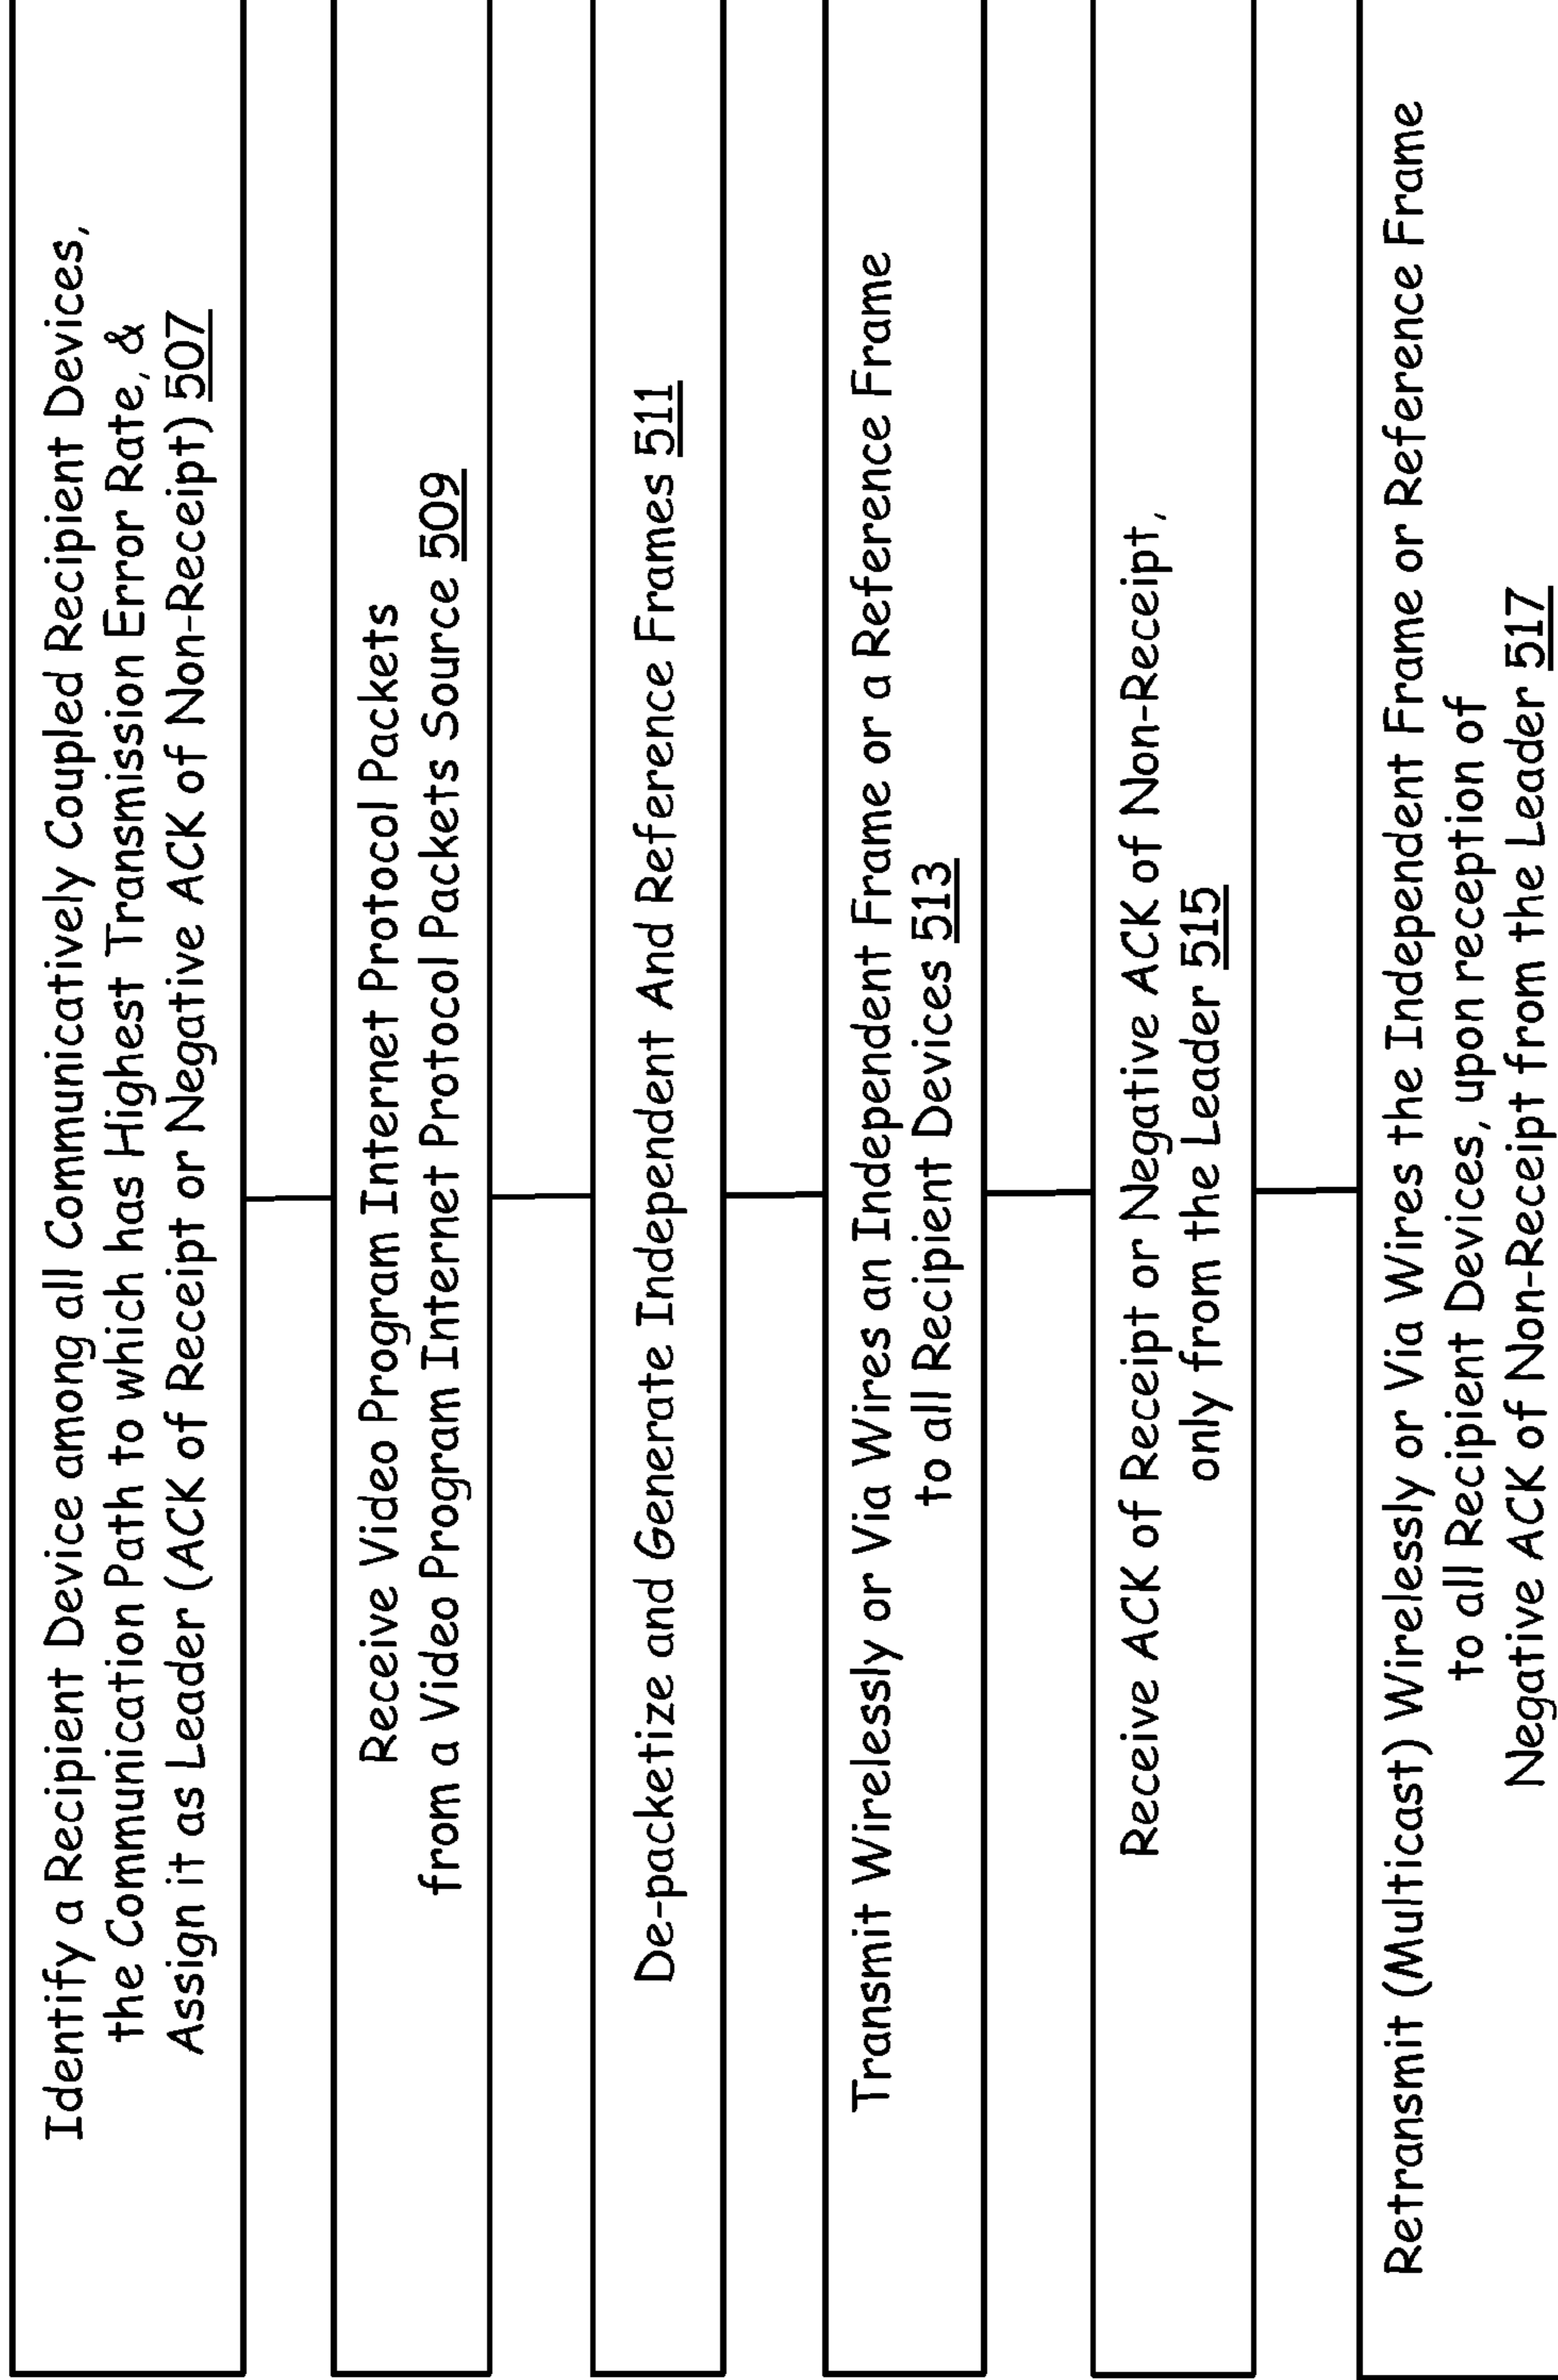 Identify a Recipient Device among all Communicatively Coupled Recipient Devices,
the Communication Path to which has Highest Transmission Error Rate, &
Assign it as Leader (ACK of Receipt or Negative ACK of Non-Receipt) 507
Receive Video Program Internet Protocol Packets
from a Video Program Internet Protocol Packets Source 509
De-packetize and Generate Independent And Reference Frames 511
Transmit Wirelessly or Via Wires an Independent Frame or a Reference Frame
to all Recipient Devices 513
Receive ACK of Receipt or Negative ACK of Non-Receipt,
only from the Leader 515
Retransmit (Multicast) Wirelessly or Via Wires the Independent Frame or Reference Frame
to all Recipient Devices, upon reception of
Negative ACK of Non-Receipt from the Leader 517